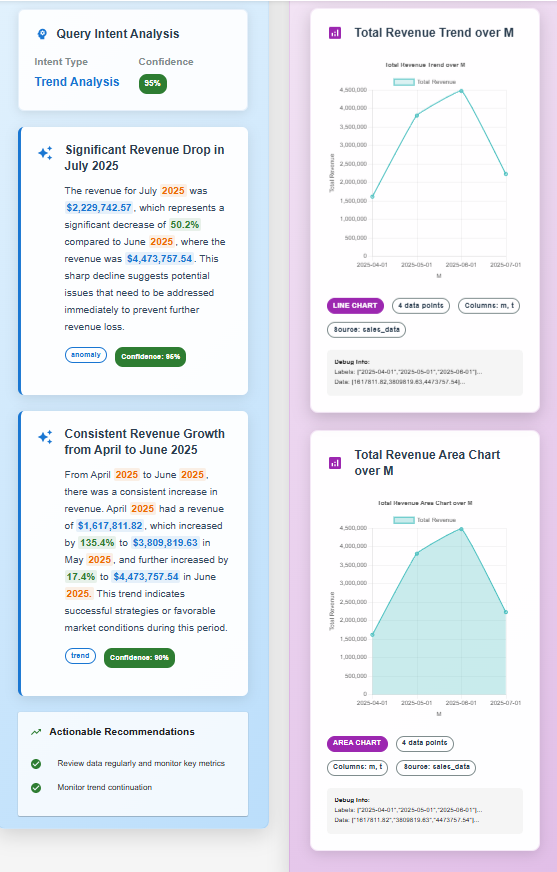 Query Intent Analysis
Intent Type
Confidence
Trend Analysis
95%
Significant Revenue Drop in
July 2025
The revenue for July 2025 was
$2,229,742.57, which represents a
significant decrease of 50.2%
compared to June 2025, where the
revenue was $4,473,757.54. This
sharp decline suggests potential
issues that need to be addressed
immediately to prevent further
revenue loss.
anomaly
Confidence: 95%
Consistent Revenue Growth
from April to June 2025
From April 2025 to June 2025,
there was a consistent increase in
revenue. April 2025 had a revenue
of $1,617,811.82, which increased
by 135.4% to $3,809,819.63 in
May 2025, and further increased by
17.4% to $4,473,757.54 in June
2025. This trend indicates
successful strategies or favorable
market conditions during this period.
trend
Confidence: 90%
Actionable Recommendations
Review data regularly and monitor key metrics
Monitor trend continuation
Total Revenue Trend over M
Total Revenue Trend over M
Total Revenue
4,500,000
4,000,000
3,500,000
3,000,000
2,500,000
2,000,000
1,500,000
1,000,000
500,000
0
Total Revenue
2025-04-01 2025-05-01 2025-06-01 2025-07-01
M
LINE CHART
4 data points
Columns: m, t
Source: sales_data
Debug Info:
Labels: ["2025-04-01","2025-05-01","2025-06-01"]...
Data: [1617811.82,3809819.63,4473757.54]...
Total Revenue Area Chart
over M
Total Revenue Area Chart over M
Total Revenue
4,500,000
4,000,000
3,500,000
3,000,000
2,500,000
2,000,000
1,500,000
1,000,000
500,000
0
Total Revenue
2025-04-01 2025-05-01 2025-06-01 2025-07-01
M
AREA CHART
4 data points
Columns: m, t
Source: sales_data
Debug Info:
Labels: ["2025-04-01","2025-05-01","2025-06-01"]...
Data: ["1617811.82","3809819.63","4473757.54"]...